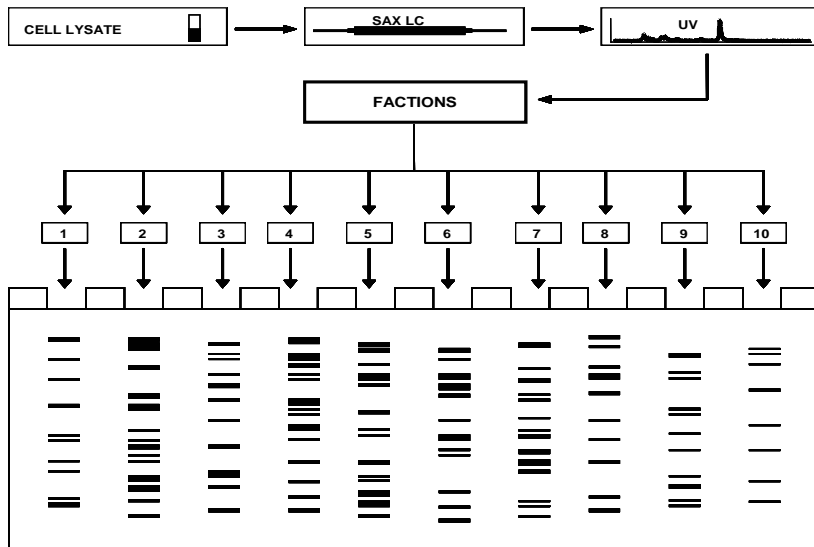 CELL LYSATE
SAX LC
UV
FACTIONS
1 2 3 4 5 6 7 8 9 10